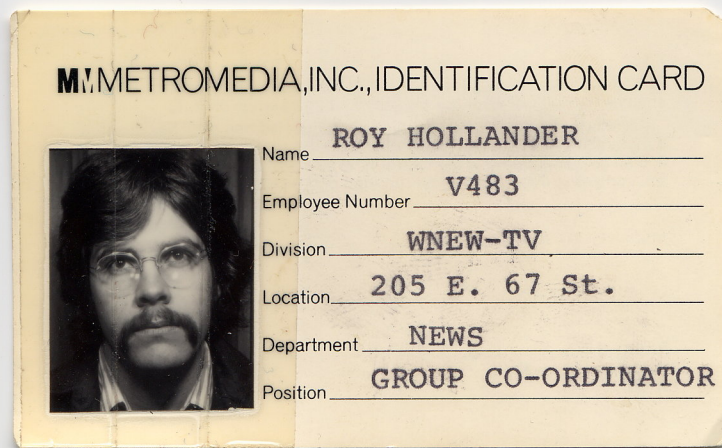 MMETROMEDIA, INC., IDENTIFICATION CARD
Name ROY HOLLANDER
Employee Number V483
Division WNEW-TV
Location 205 E. 67 St.
Department NEWS
Position GROUP CO-ORDINATOR